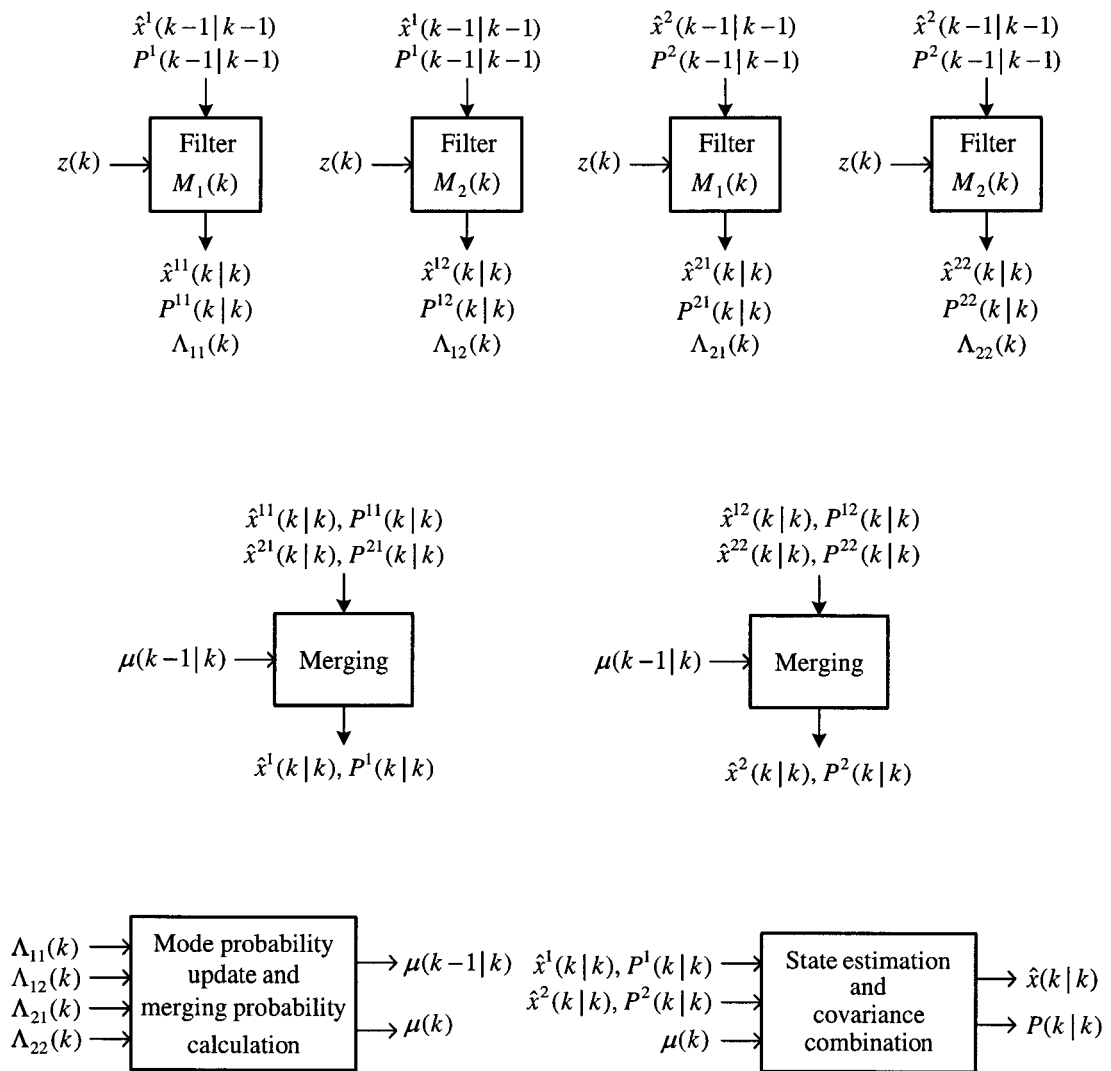 x̂¹(k−1|k−1)
P¹(k−1|k−1)
z(k)
Filter
M₁(k)
x̂¹¹(k|k)
P¹¹(k|k)
Λ₁₁(k)
x̂¹(k−1|k−1)
P¹(k−1|k−1)
z(k)
Filter
M₂(k)
x̂¹²(k|k)
P¹²(k|k)
Λ₁₂(k)
x̂²(k−1|k−1)
P²(k−1|k−1)
z(k)
Filter
M₁(k)
x̂²¹(k|k)
P²¹(k|k)
Λ₂₁(k)
x̂²(k−1|k−1)
P²(k−1|k−1)
z(k)
Filter
M₂(k)
x̂²²(k|k)
P²²(k|k)
Λ₂₂(k)
x̂¹¹(k|k), P¹¹(k|k)
x̂²¹(k|k), P²¹(k|k)
μ(k−1|k)
Merging
x̂¹(k|k), P¹(k|k)
x̂¹²(k|k), P¹²(k|k)
x̂²²(k|k), P²²(k|k)
μ(k−1|k)
Merging
x̂²(k|k), P²(k|k)
Λ₁₁(k)
Λ₁₂(k)
Λ₂₁(k)
Λ₂₂(k)
Mode probability
update and
merging probability
calculation
μ(k−1|k)
μ(k)
x̂¹(k|k), P¹(k|k)
x̂²(k|k), P²(k|k)
μ(k)
State estimation
and
covariance
combination
x̂(k|k)
P(k|k)